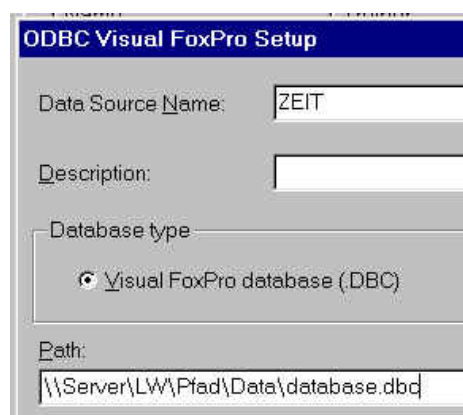 ODBC Visual FoxPro Setup
Data Source Name:
ZEIT
Description:
Database type
Visual FoxPro database (.DBC)
Path:
\\Server\LW\Pfad\Data\database.dbc